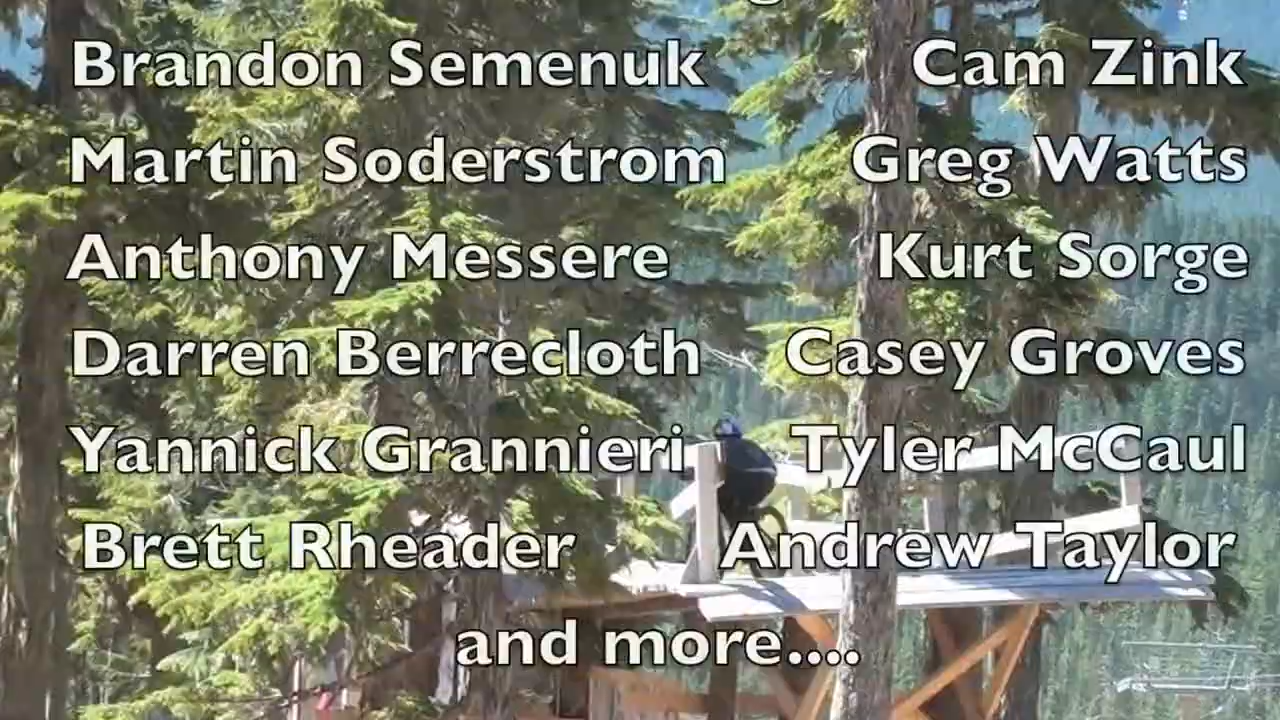 Brandon Semenuk Cam Zink
Martin Soderstrom Greg Watts
Anthony Messere Kurt Sorge
Darren Berrecloth Casey Groves
Yannick Grannieri Tyler McCaul
Brett Rheader Andrew Taylor
and more....